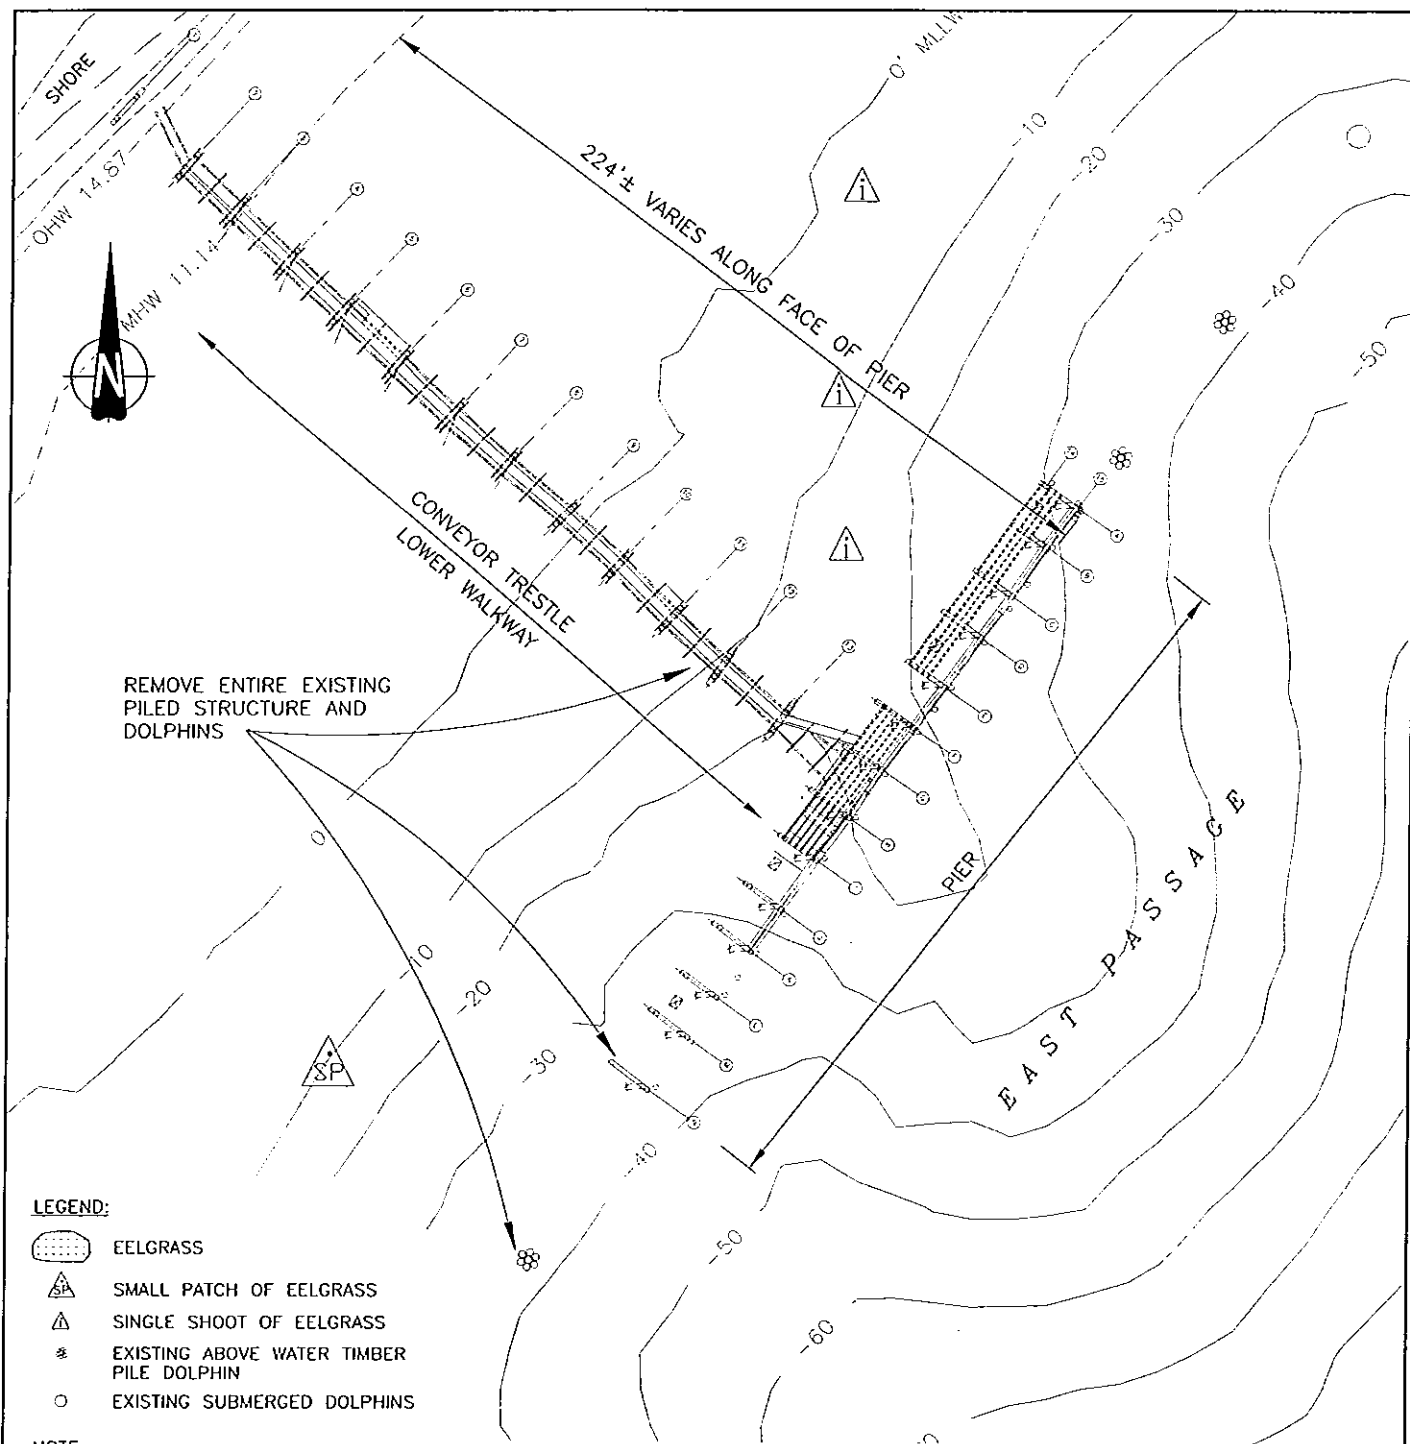 SHORE
OHW 14.87
MHW 11.14
N
224'± VARIES ALONG FACE OF PIER
0' MLLW
-10
-20
-30
-40
-50
i
i
i
CONVEYOR TRESTLE
LOWER WALKWAY
REMOVE ENTIRE EXISTING
PILED STRUCTURE AND
DOLPHINS
PIER
EAST PASSAGE
0
-10
-20
-30
-40
-50
-60
SP
LEGEND:
EELGRASS
SP
SMALL PATCH OF EELGRASS
i
SINGLE SHOOT OF EELGRASS
EXISTING ABOVE WATER TIMBER
PILE DOLPHIN
EXISTING SUBMERGED DOLPHINS